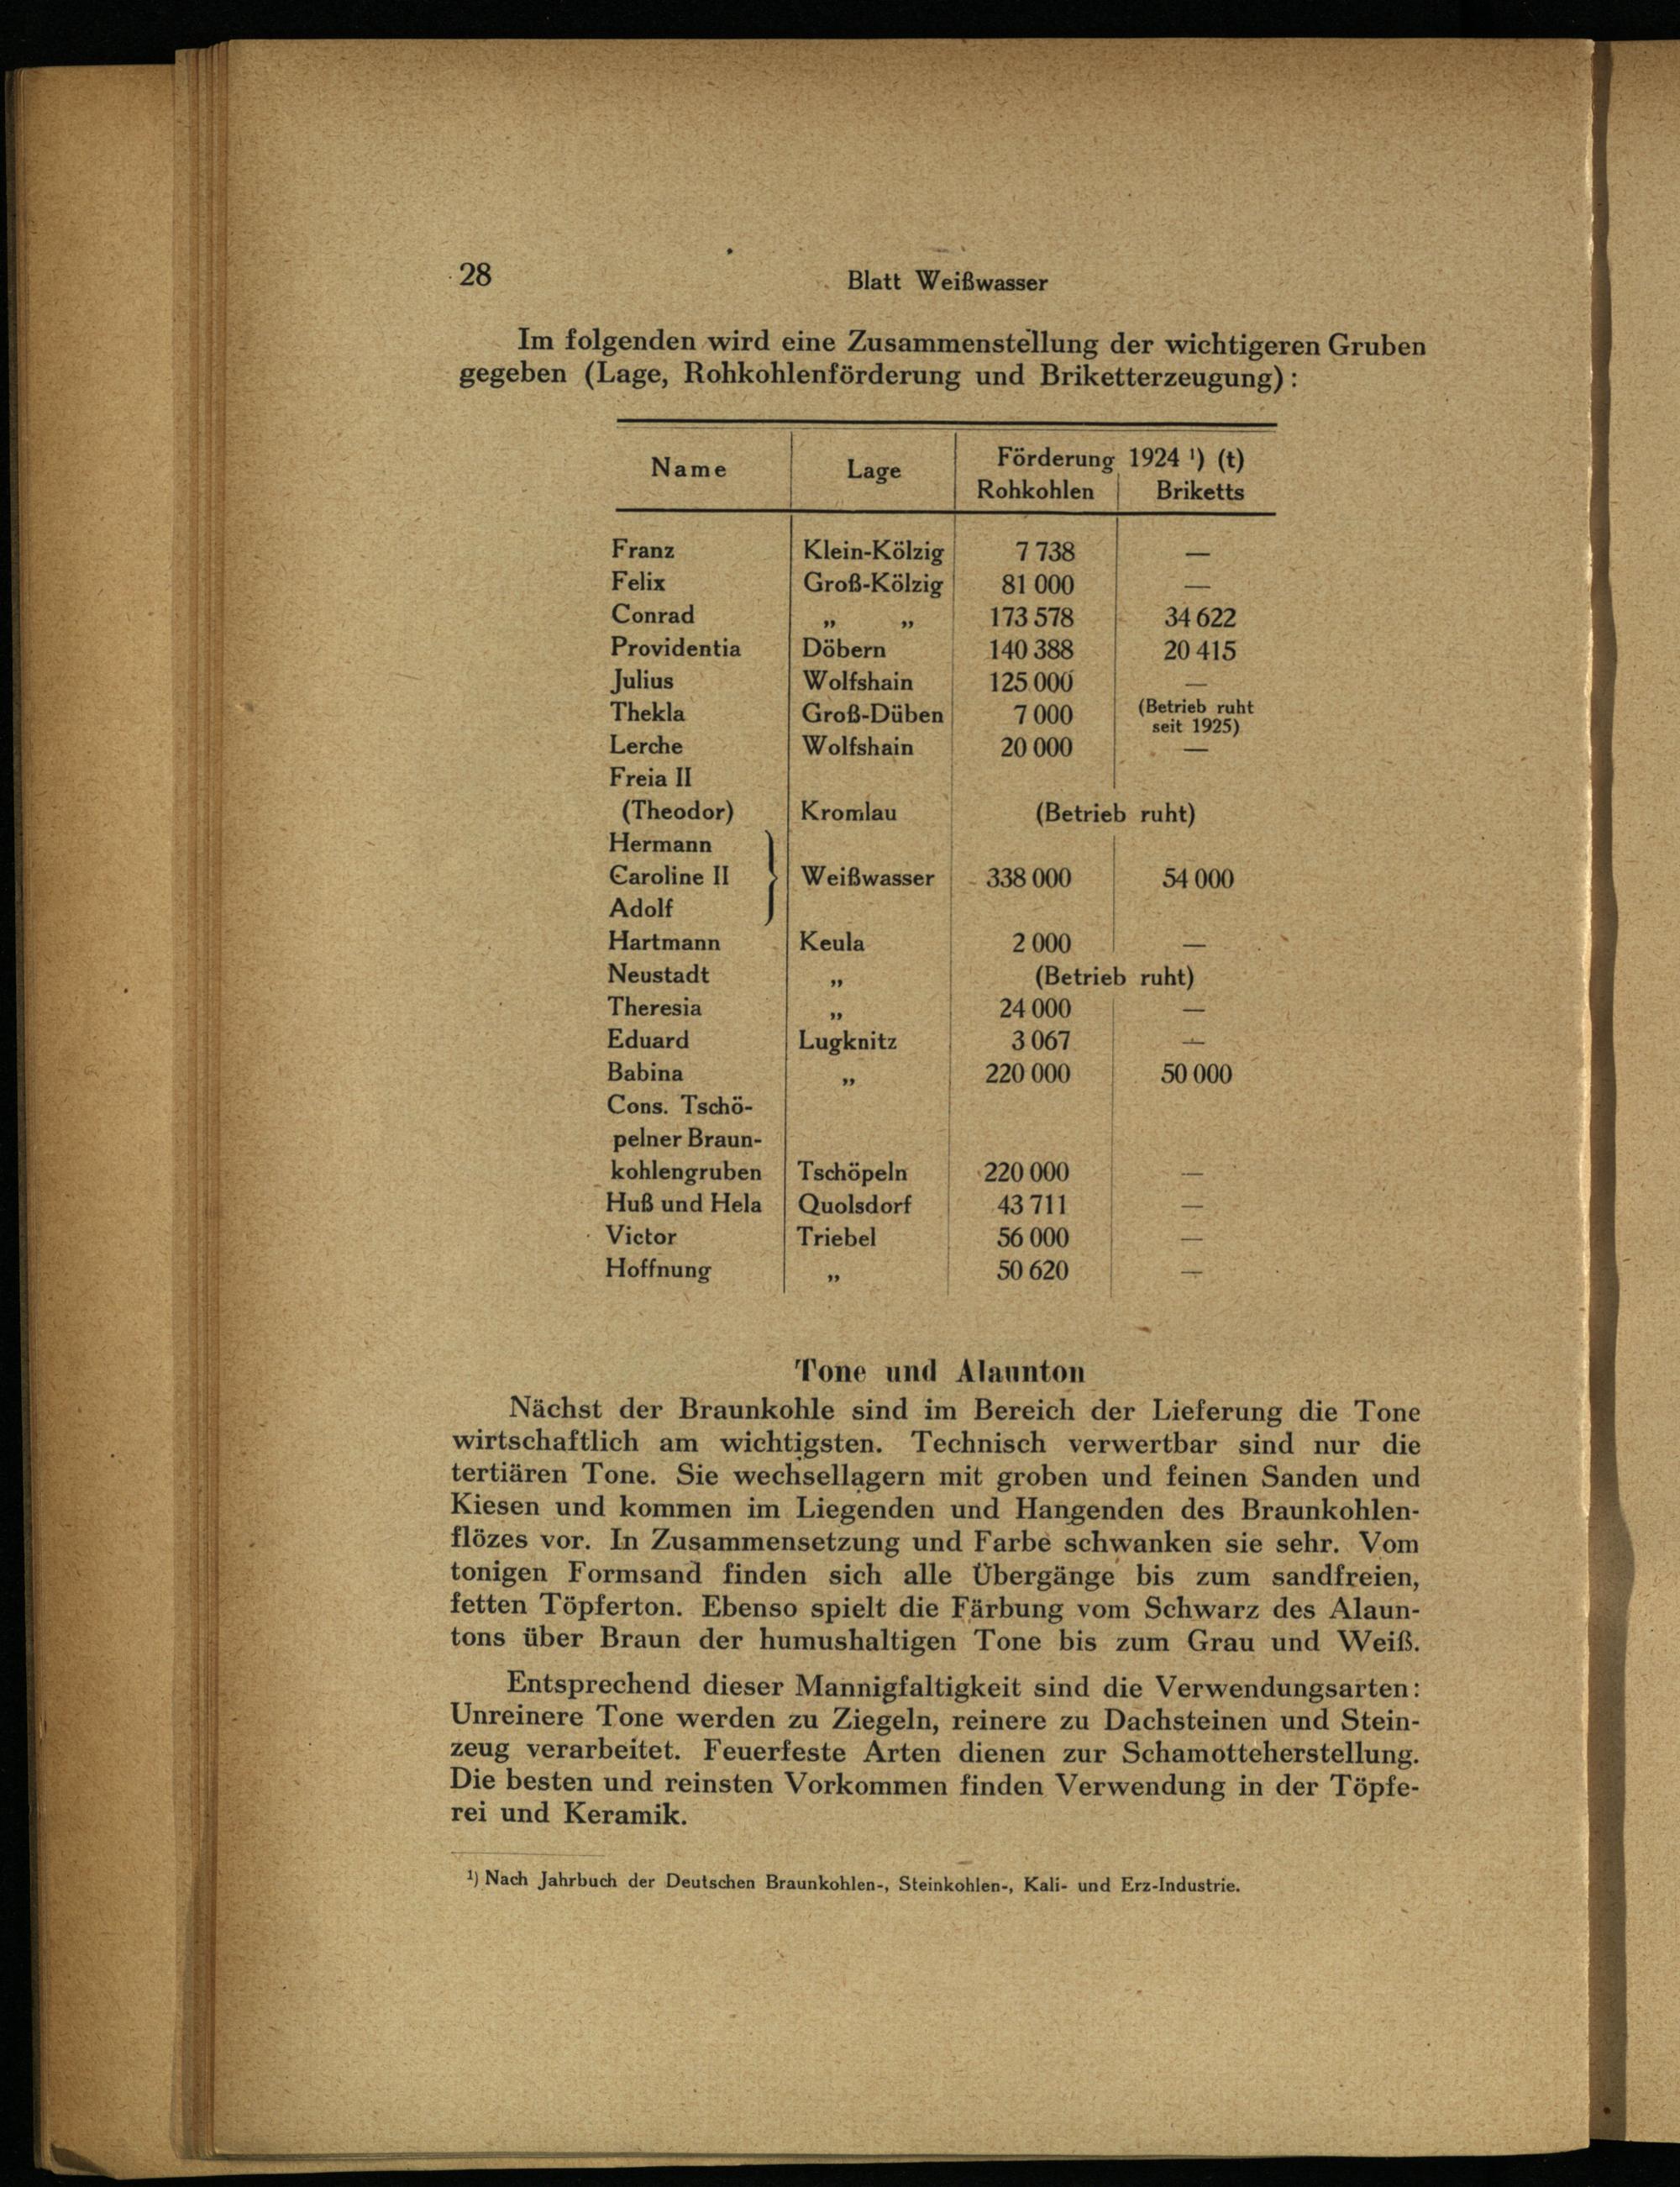 28
Blatt Weißwasser
Im folgenden wird eine Zusammenstellung der wichtigeren Gruben
gegeben (Lage, Rohkohlenförderung und Briketterzeugung):
Name Lage Förderung 1924 ¹) (t)
Rohkohlen Briketts
Franz Klein-Kölzig 7 738 —
Felix Groß-Kölzig 81 000 —
Conrad „ „ 173 578 34 622
Providentia Döbern 140 388 20 415
Julius Wolfshain 125 000 —
Thekla Groß-Düben 7 000 (Betrieb ruht
seit 1925)
Lerche Wolfshain 20 000 —
Freia II
(Theodor) Kromlau (Betrieb ruht)
Hermann
Caroline II } Weißwasser 338 000 54 000
Adolf
Hartmann Keula 2 000 —
Neustadt „ (Betrieb ruht)
Theresia „ 24 000 —
Eduard Lugknitz 3 067 —
Babina „ 220 000 50 000
Cons. Tschö-
pelner Braun-
kohlengruben Tschöpeln 220 000 —
Huß und Hela Quolsdorf 43 711 —
Victor Triebel 56 000 —
Hoffnung „ 50 620 —
Tone und Alaunton
Nächst der Braunkohle sind im Bereich der Lieferung die Tone
wirtschaftlich am wichtigsten. Technisch verwertbar sind nur die
tertiären Tone. Sie wechsellagern mit groben und feinen Sanden und
Kiesen und kommen im Liegenden und Hangenden des Braunkohlen-
flözes vor. In Zusammensetzung und Farbe schwanken sie sehr. Vom
tonigen Formsand finden sich alle Übergänge bis zum sandfreien,
fetten Töpferton. Ebenso spielt die Färbung vom Schwarz des Alaun-
tons über Braun der humushaltigen Tone bis zum Grau und Weiß.
Entsprechend dieser Mannigfaltigkeit sind die Verwendungsarten:
Unreinere Tone werden zu Ziegeln, reinere zu Dachsteinen und Stein-
zeug verarbeitet. Feuerfeste Arten dienen zur Schamotteherstellung.
Die besten und reinsten Vorkommen finden Verwendung in der Töpfe-
rei und Keramik.
¹) Nach Jahrbuch der Deutschen Braunkohlen-, Steinkohlen-, Kali- und Erz-Industrie.